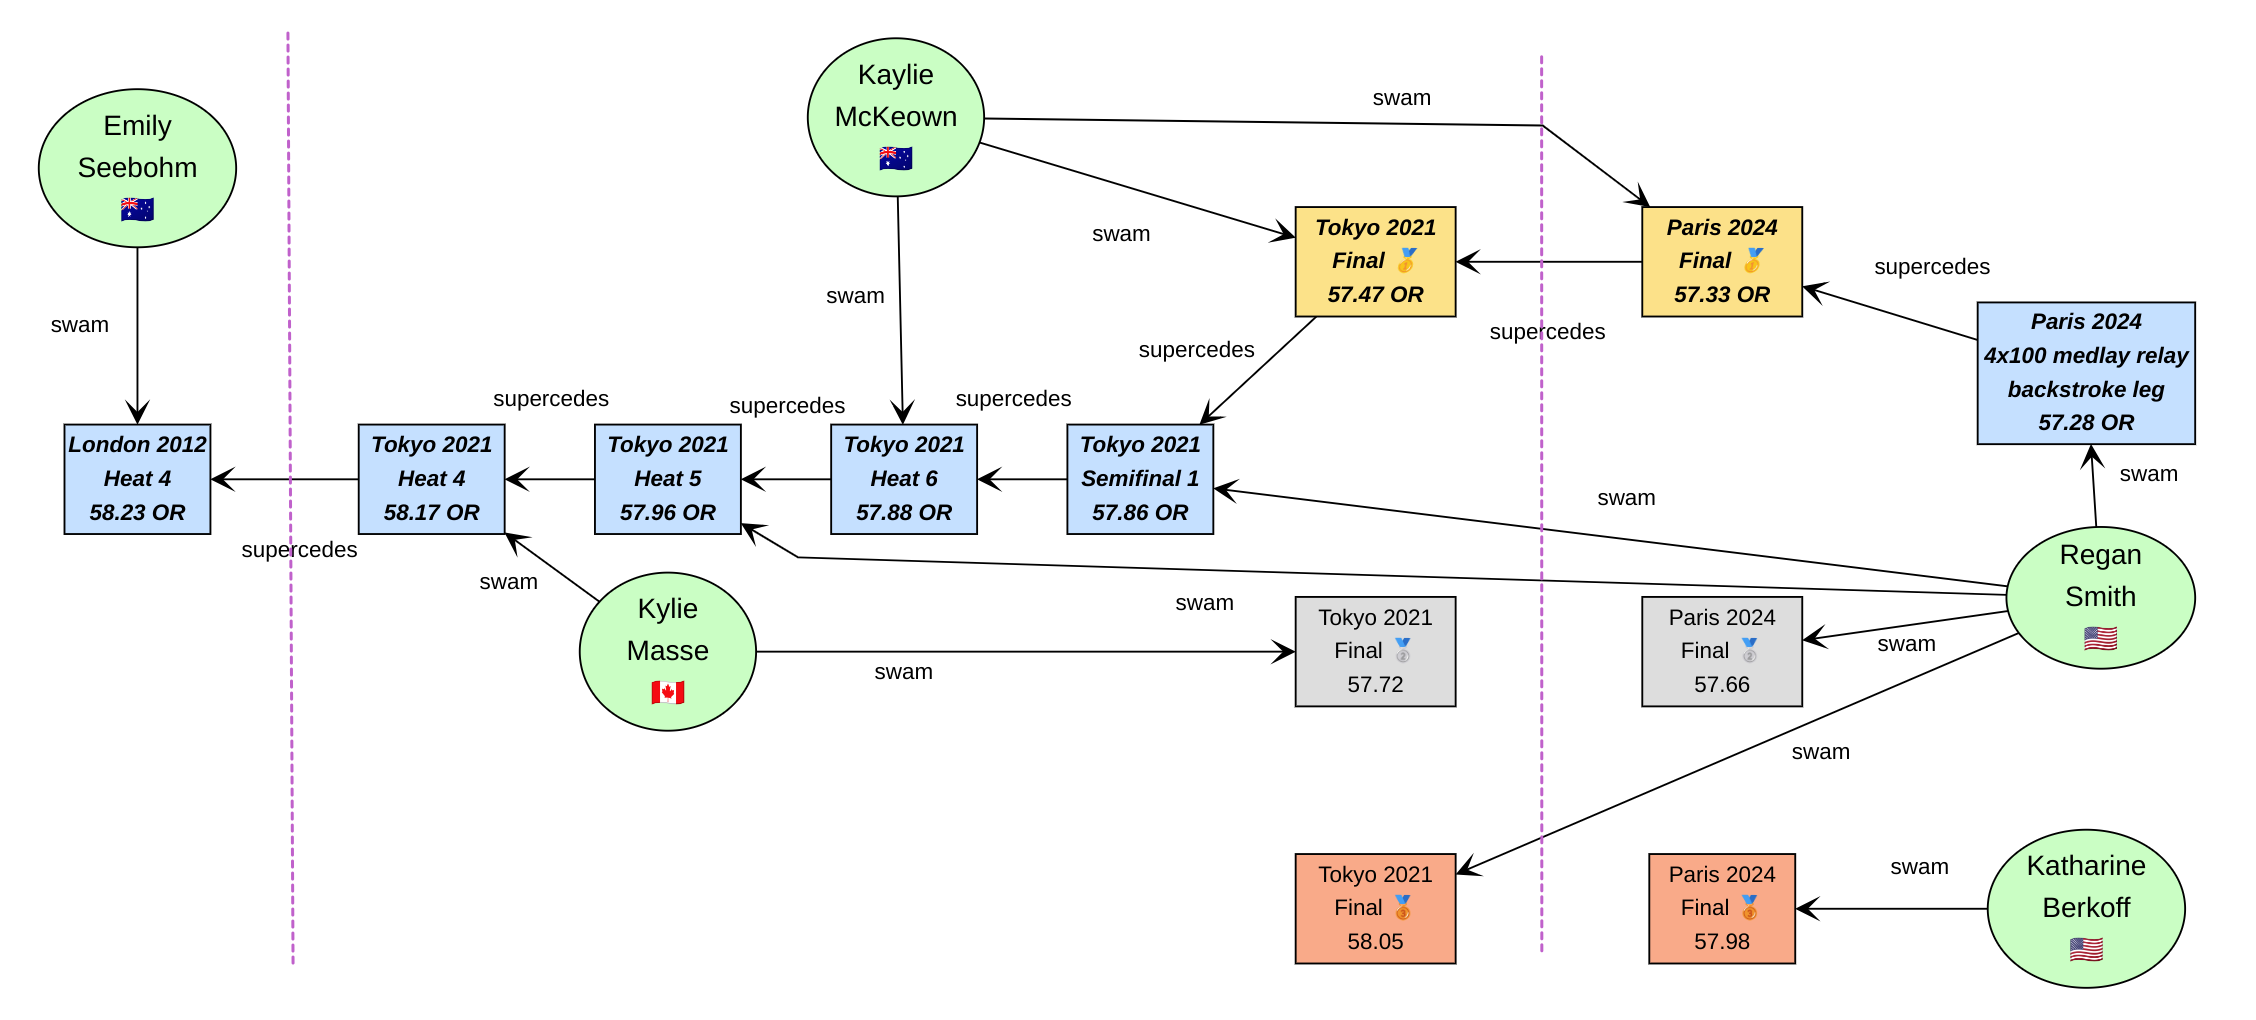 Emily
Seebohm
🇦🇺
Kaylie
McKeown
🇦🇺
swam
swam
swam
swam
Tokyo 2021
Final 🥇
57.47 OR
Paris 2024
Final 🥇
57.33 OR
supercedes
supercedes
supercedes
Paris 2024
4x100 medlay relay
backstroke leg
57.28 OR
supercedes
supercedes
supercedes
London 2012
Heat 4
58.23 OR
Tokyo 2021
Heat 4
58.17 OR
Tokyo 2021
Heat 5
57.96 OR
Tokyo 2021
Heat 6
57.88 OR
Tokyo 2021
Semifinal 1
57.86 OR
swam
swam
supercedes
swam
swam
swam
Kylie
Masse
🇨🇦
swam
Tokyo 2021
Final 🥈
57.72
Paris 2024
Final 🥈
57.66
swam
Regan
Smith
🇺🇸
swam
Tokyo 2021
Final 🥉
58.05
Paris 2024
Final 🥉
57.98
swam
Katharine
Berkoff
🇺🇸